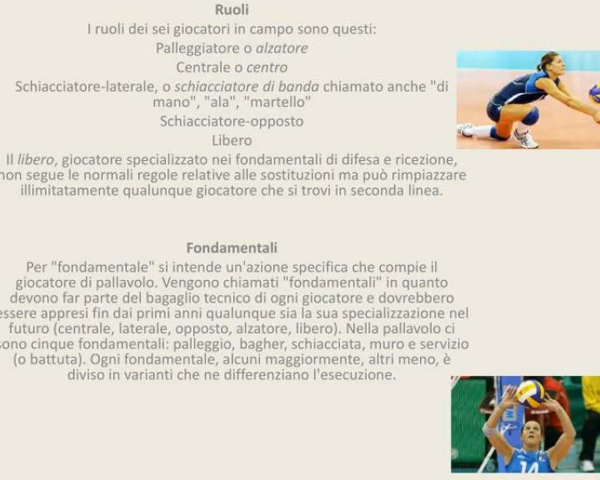 Ruoli
I ruoli dei sei giocatori in campo sono questi:
Palleggiatore o alzatore
Centrale o centro
Schiacciatore-laterale, o schiacciatore di banda chiamato anche "di
mano", "ala", "martello"
Schiacciatore-opposto
Libero
Il libero, giocatore specializzato nei fondamentali di difesa e ricezione,
non segue le normali regole relative alle sostituzioni ma può rimpiazzare
illimitatamente qualunque giocatore che si trovi in seconda linea.
Fondamentali
Per "fondamentale" si intende un'azione specifica che compie il
giocatore di pallavolo. Vengono chiamati "fondamentali" in quanto
devono far parte del bagaglio tecnico di ogni giocatore e dovrebbero
essere appresi fin dai primi anni qualunque sia la sua specializzazione nel
futuro (centrale, laterale, opposto, alzatore, libero). Nella pallavolo ci
sono cinque fondamentali: palleggio, bagher, schiacciata, muro e servizio
(o battuta). Ogni fondamentale, alcuni maggiormente, altri meno, è
diviso in varianti che ne differenziano l'esecuzione.
14